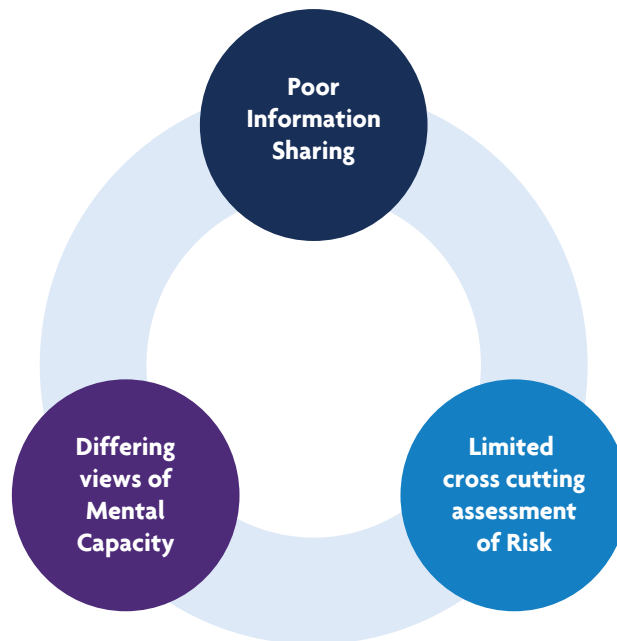 Poor
Information
Sharing
Differing
views of
Mental
Capacity
Limited
cross cutting
assessment
of Risk